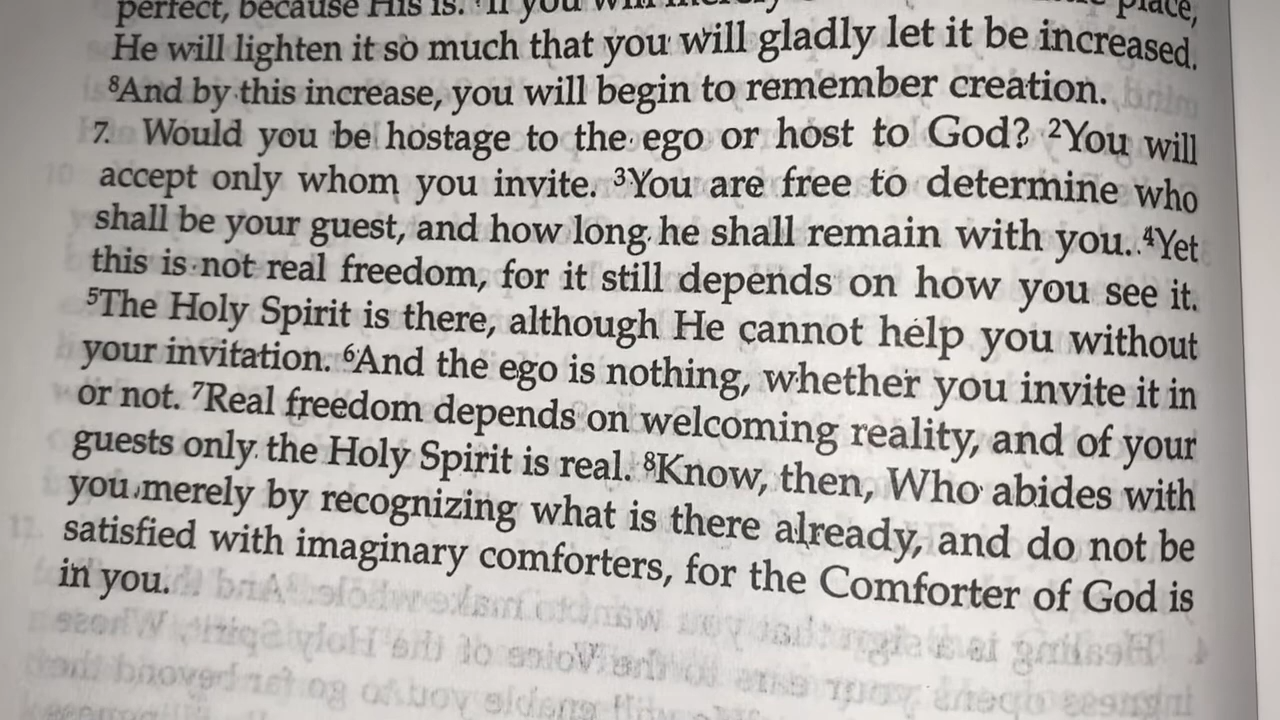 perfect, because His is. If you will place,
He will lighten it so much that you will gladly let it be increased.
⁸And by this increase, you will begin to remember creation.
7. Would you be hostage to the ego or host to God? ²You will
accept only whom you invite. ³You are free to determine who
shall be your guest, and how long he shall remain with you. ⁴Yet
this is not real freedom, for it still depends on how you see it.
⁵The Holy Spirit is there, although He cannot help you without
your invitation. ⁶And the ego is nothing, whether you invite it in
or not. ⁷Real freedom depends on welcoming reality, and of your
guests only the Holy Spirit is real. ⁸Know, then, Who abides with
you merely by recognizing what is there already, and do not be
satisfied with imaginary comforters, for the Comforter of God is
in you.